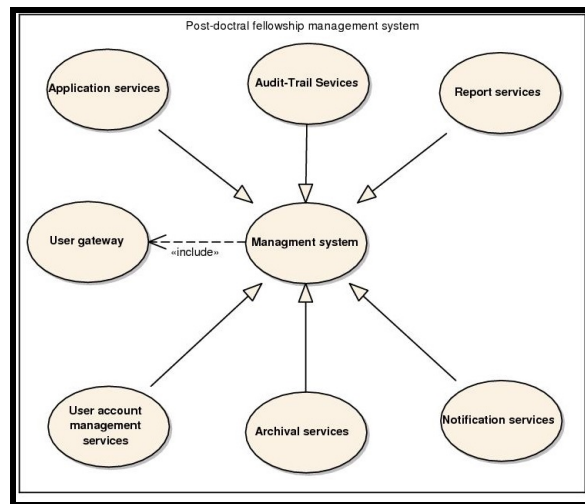 Post-doctral fellowship management system
Application services
Audit-Trail Sevices
Report services
User gateway
«include»
Managment system
User account
management
services
Archival services
Notification services